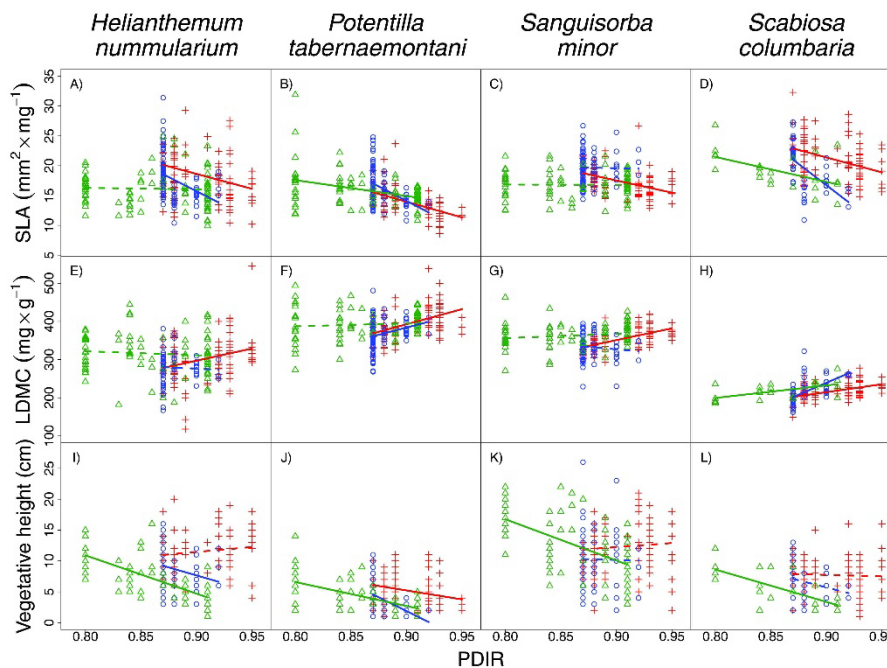 Helianthemum nummularium
Potentilla tabernaemontani
Sanguisorba minor
Scabiosa columbaria
SLA (mm² × mg⁻¹)
35
30
25
20
15
10
5
A)
B)
C)
D)
LDMC (mg × g⁻¹)
500
400
300
200
100
E)
F)
G)
H)
Vegetative height (cm)
25
20
15
10
5
0
I)
J)
K)
L)
0.80 0.85 0.90 0.95 0.80 0.85 0.90 0.95 0.80 0.85 0.90 0.95 0.80 0.85 0.90 0.95
PDIR